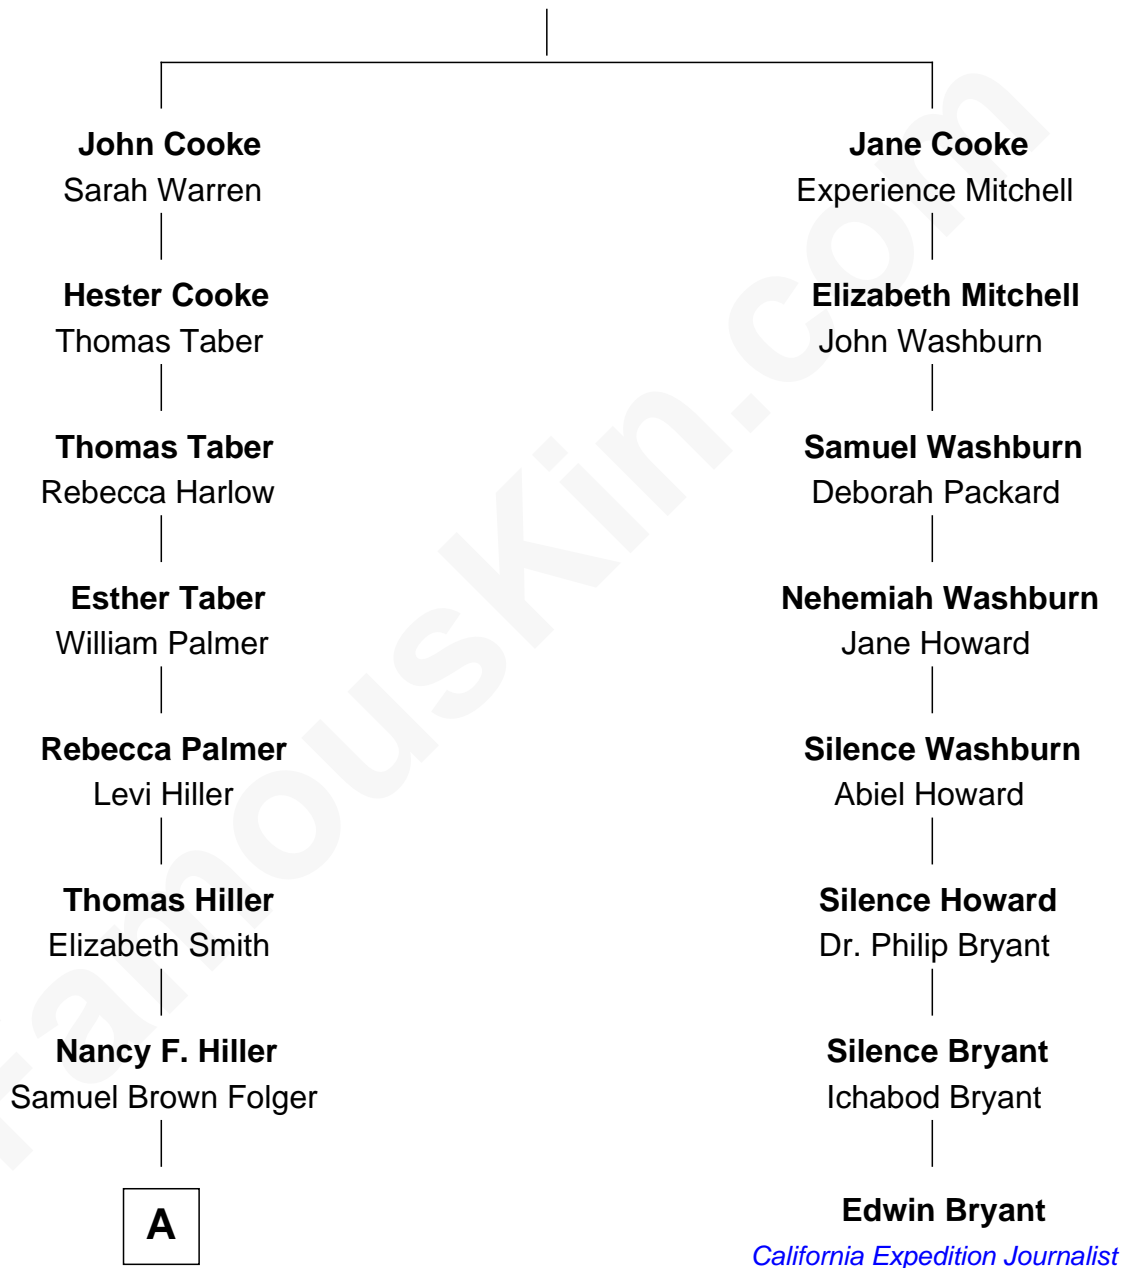 John Cooke
Sarah Warren
Hester Cooke
Thomas Taber
Thomas Taber
Rebecca Harlow
Esther Taber
William Palmer
Rebecca Palmer
Levi Hiller
Thomas Hiller
Elizabeth Smith
Nancy F. Hiller
Samuel Brown Folger
A
Jane Cooke
Experience Mitchell
Elizabeth Mitchell
John Washburn
Samuel Washburn
Deborah Packard
Nehemiah Washburn
Jane Howard
Silence Washburn
Abiel Howard
Silence Howard
Dr. Philip Bryant
Silence Bryant
Ichabod Bryant
Edwin Bryant
California Expedition Journalist
FamousKin.com